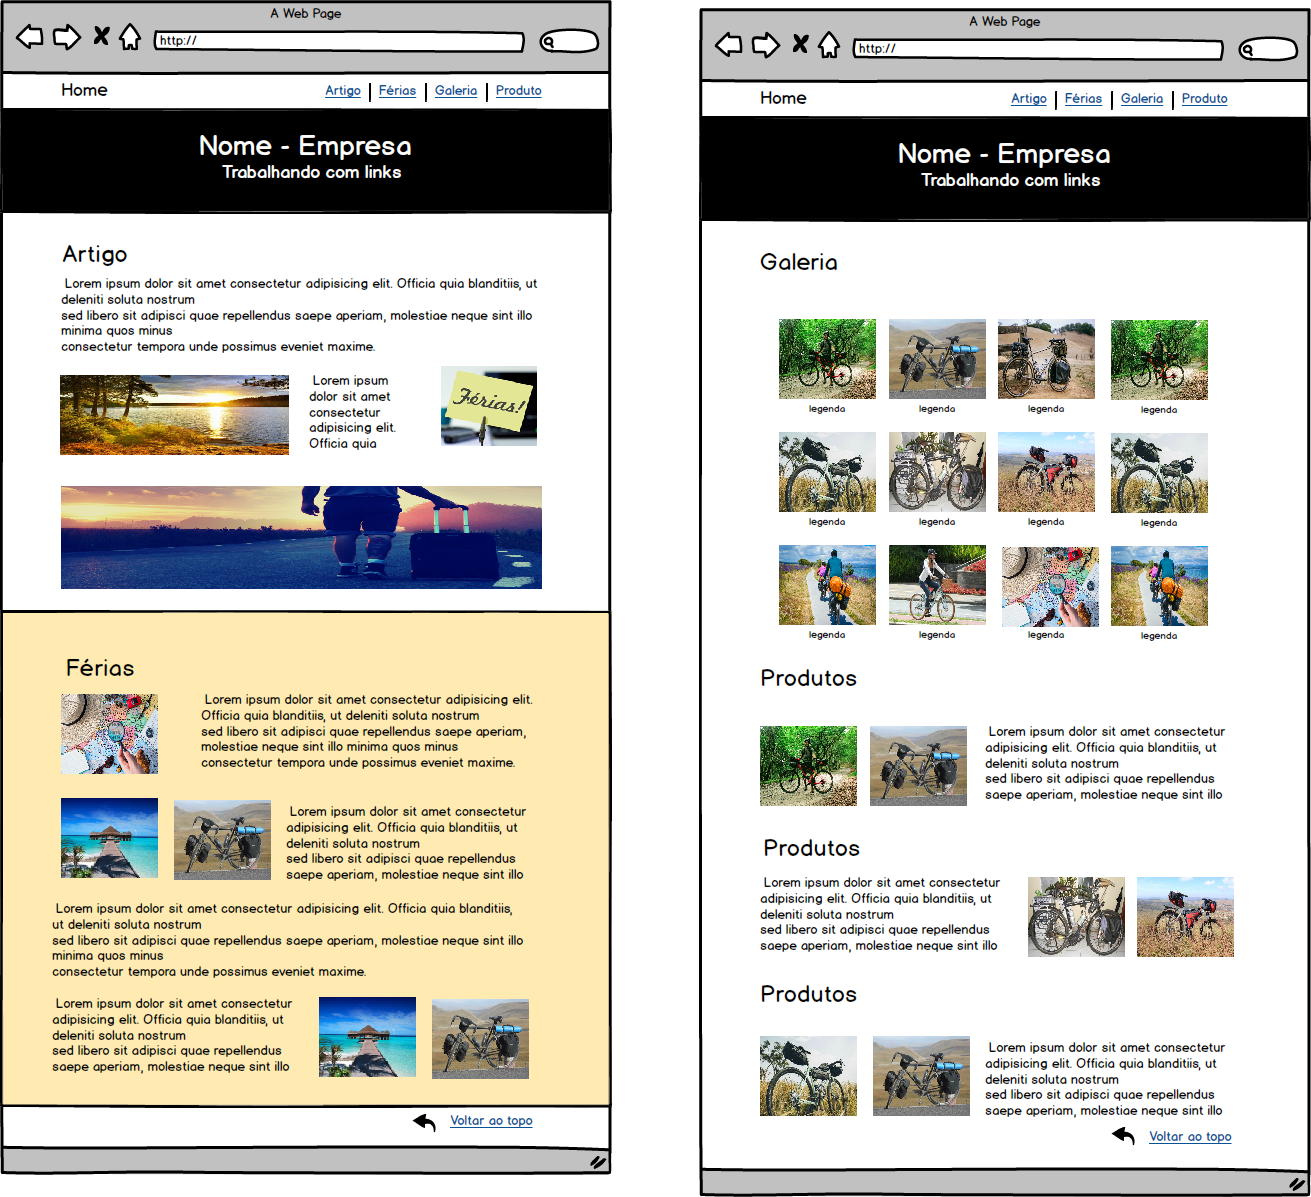 A Web Page
http://
Home
Artigo | Férias | Galeria | Produto
Nome - Empresa
Trabalhando com links
Artigo
Lorem ipsum dolor sit amet consectetur adipisicing elit. Officia quia blanditiis, ut
deleniti soluta nostrum
sed libero sit adipisci quae repellendus saepe aperiam, molestiae neque sint illo
minima quos minus
consectetur tempora unde possimus eveniet maxime.
Lorem ipsum
dolor sit amet
consectetur
adipisicing elit.
Officia quia
Férias!
Férias
Lorem ipsum dolor sit amet consectetur adipisicing elit.
Officia quia blanditiis, ut deleniti soluta nostrum
sed libero sit adipisci quae repellendus saepe aperiam,
molestiae neque sint illo minima quos minus
consectetur tempora unde possimus eveniet maxime.
Lorem ipsum dolor sit amet consectetur
adipisicing elit. Officia quia blanditiis, ut
deleniti soluta nostrum
sed libero sit adipisci quae repellendus
saepe aperiam, molestiae neque sint illo
Lorem ipsum dolor sit amet consectetur adipisicing elit. Officia quia blanditiis,
ut deleniti soluta nostrum
sed libero sit adipisci quae repellendus saepe aperiam, molestiae neque sint illo
minima quos minus
consectetur tempora unde possimus eveniet maxime.
Lorem ipsum dolor sit amet consectetur
adipisicing elit. Officia quia blanditiis, ut
deleniti soluta nostrum
sed libero sit adipisci quae repellendus
saepe aperiam, molestiae neque sint illo
Voltar ao topo
A Web Page
http://
Home
Artigo | Férias | Galeria | Produto
Nome - Empresa
Trabalhando com links
Galeria
legenda legenda legenda legenda
legenda legenda legenda legenda
legenda legenda legenda legenda
Produtos
Lorem ipsum dolor sit amet consectetur
adipisicing elit. Officia quia blanditiis, ut
deleniti soluta nostrum
sed libero sit adipisci quae repellendus
saepe aperiam, molestiae neque sint illo
Produtos
Lorem ipsum dolor sit amet consectetur
adipisicing elit. Officia quia blanditiis, ut
deleniti soluta nostrum
sed libero sit adipisci quae repellendus
saepe aperiam, molestiae neque sint illo
Produtos
Lorem ipsum dolor sit amet consectetur
adipisicing elit. Officia quia blanditiis, ut
deleniti soluta nostrum
sed libero sit adipisci quae repellendus
saepe aperiam, molestiae neque sint illo
Voltar ao topo